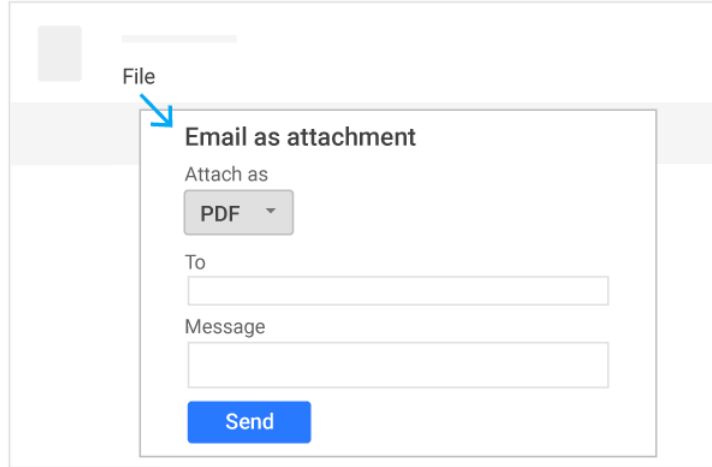 File
Email as attachment
Attach as
PDF
To
Message
Send